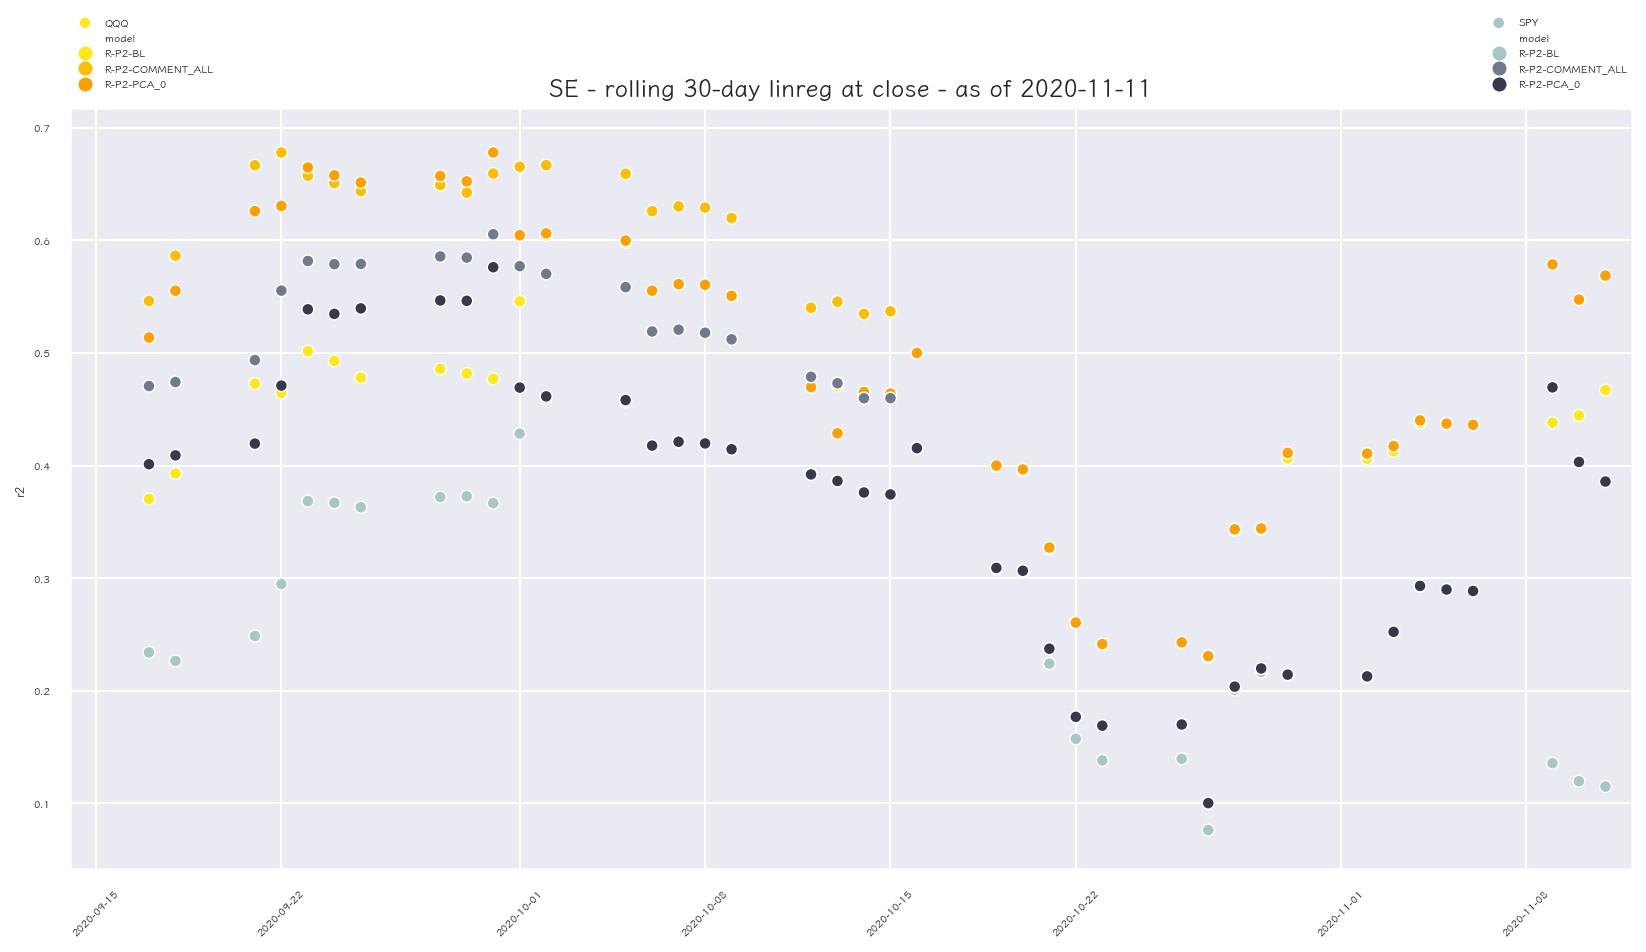 QQQ
model
R-P2-BL
R-P2-COMMENT_ALL
R-P2-PCA_0
SPY
model
R-P2-BL
R-P2-COMMENT_ALL
R-P2-PCA_0
SE - rolling 30-day linreg at close - as of 2020-11-11
0.7
0.6
0.5
0.4
0.3
0.2
0.1
r2
2020-09-15
2020-09-22
2020-10-01
2020-10-08
2020-10-15
2020-10-22
2020-11-01
2020-11-08